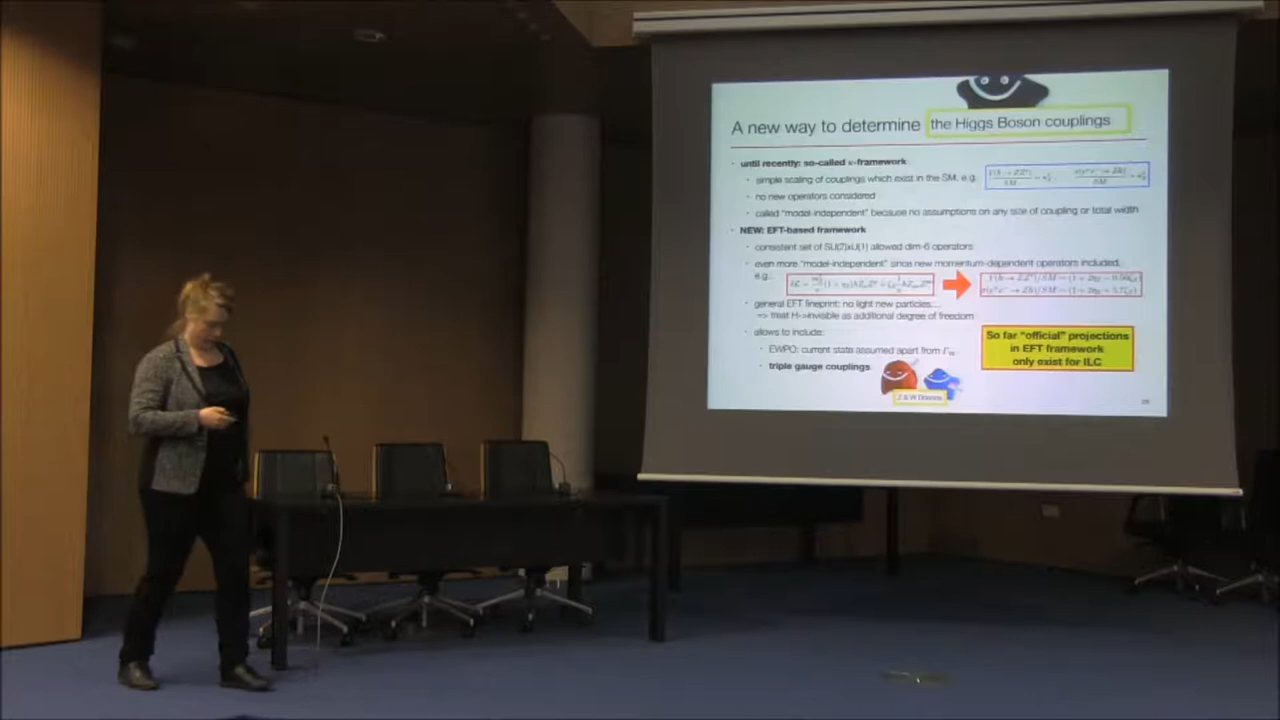 A new way to determine the Higgs Boson couplings
until recently: so-called κ-framework
simple scaling of couplings which exist in the SM, e.g.
no new operators considered
called "model-independent" because no assumptions on any size of coupling or total width
NEW: EFT-based framework
consistent set of SU(2)xU(1) allowed dim-6 operators
even more "model-independent" since new momentum-dependent operators included,
e.g.:
general EFT fineprint: no light new particles...
=> treat H->invisible as additional degree of freedom
allows to include:
EWPO: current state assumed apart from
triple gauge couplings
So far "official" projections
in EFT framework
only exist for ILC
Z & W Bosons